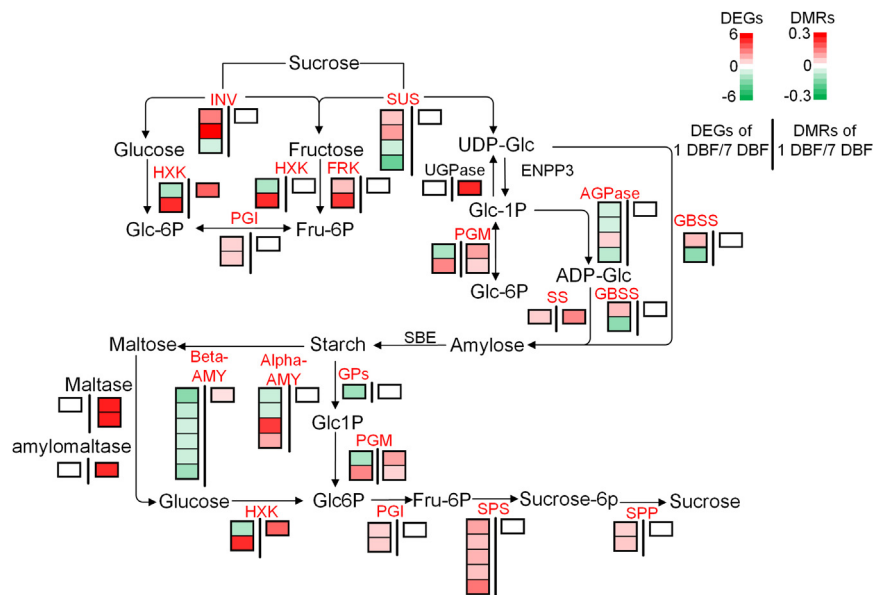 DEGs DMRs
6 0.3
0 0
-6 -0.3
DEGs of DMRs of
1 DBF/7 DBF 1 DBF/7 DBF
Sucrose
INV SUS
Glucose Fructose UDP-Glc
HXK HXK FRK UGPase ENPP3
AGPase
Glc-1P
PGI GBSS
Glc-6P Fru-6P PGM
ADP-Glc
Glc-6P
SS GBSS
Maltose Starch SBE Amylose
Beta-AMY Alpha-AMY GPs
Maltase
Glc1P
amylomaltase PGM
Glucose Glc6P Fru-6P Sucrose-6p Sucrose
HXK PGI SPS SPP